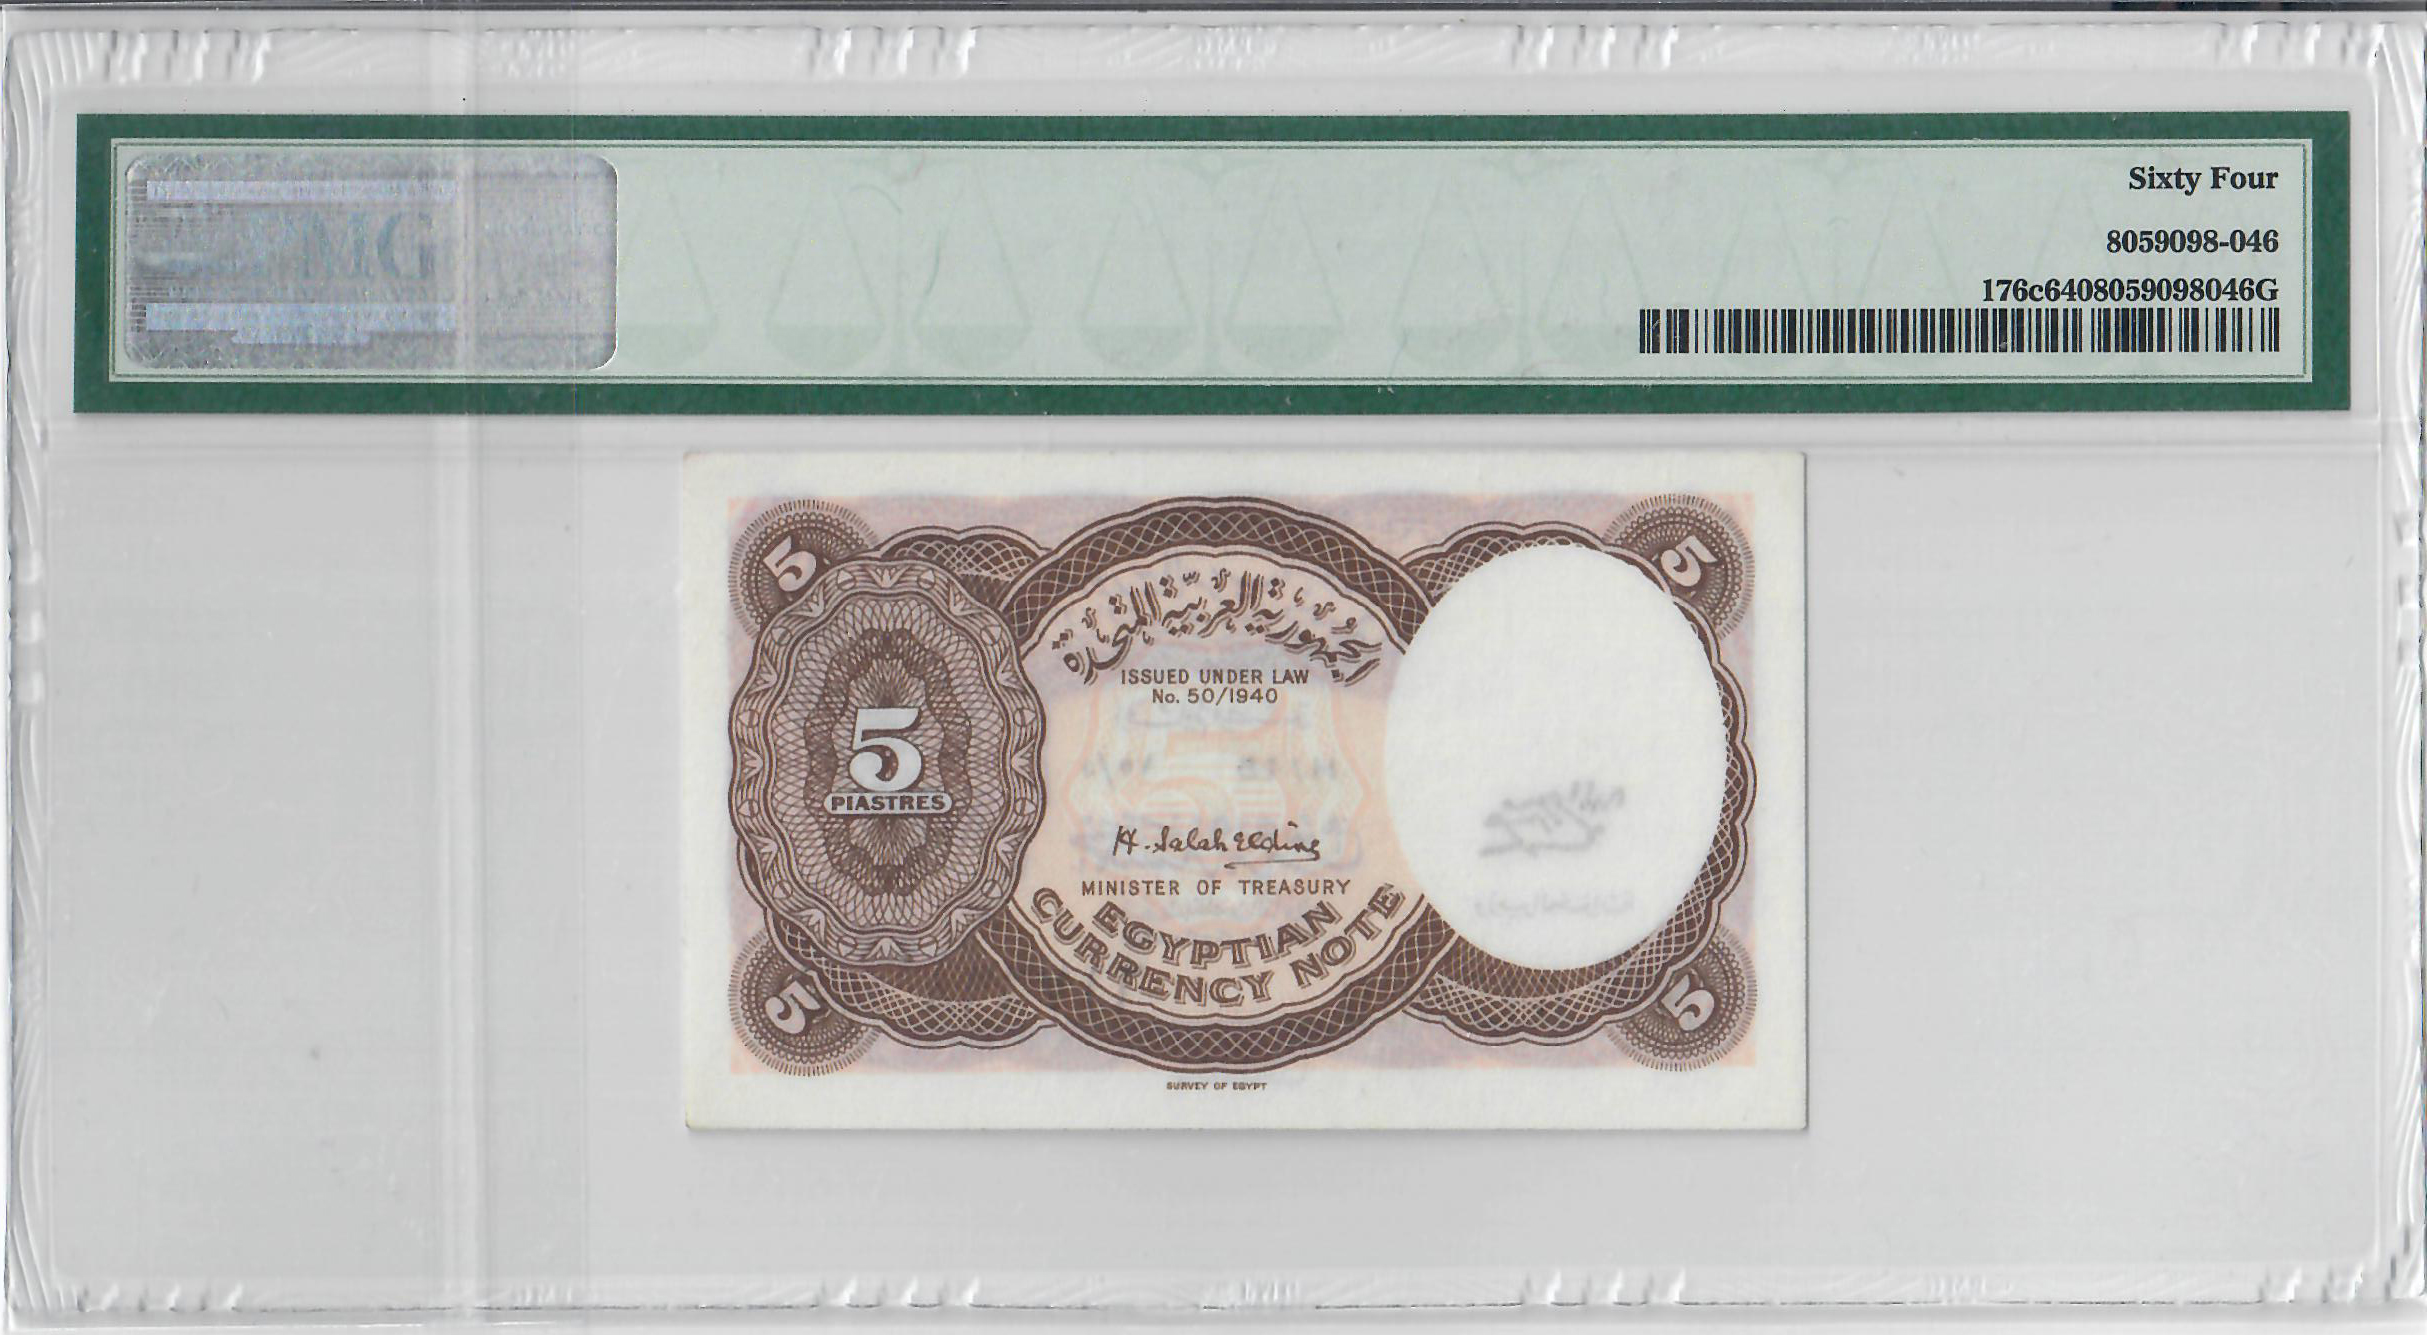 Sixty Four
8059098-046
176c6408059098046G
5
5
الجمهورية العربية المتحدة
ISSUED UNDER LAW
No. 50/1940
5
PIASTRES
H. Salah Eldine
MINISTER OF TREASURY
EGYPTIAN
CURRENCY NOTE
5
5
SURVEY OF EGYPT